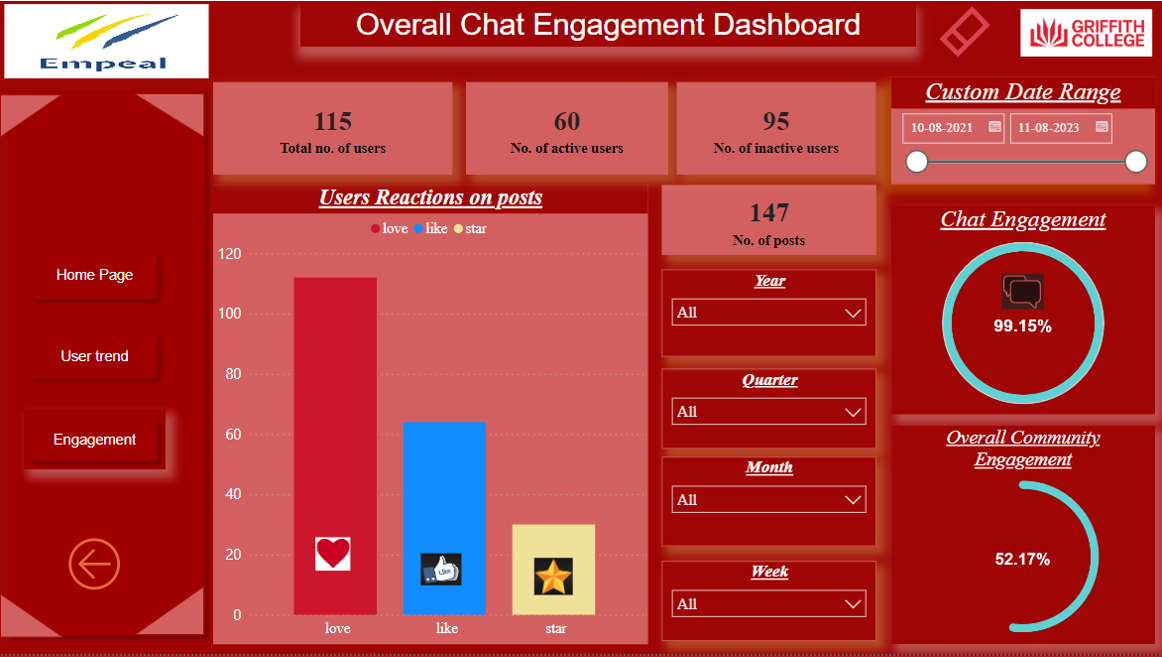 Empeal
Overall Chat Engagement Dashboard
GRIFFITH
COLLEGE
Home Page
User trend
Engagement
115
Total no. of users
60
No. of active users
95
No. of inactive users
Custom Date Range
10-08-2021
11-08-2023
Users Reactions on posts
love like star
120
100
80
60
40
20
0
Like
love like star
147
No. of posts
Year
All
Quarter
All
Month
All
Week
All
Chat Engagement
99.15%
Overall Community
Engagement
52.17%